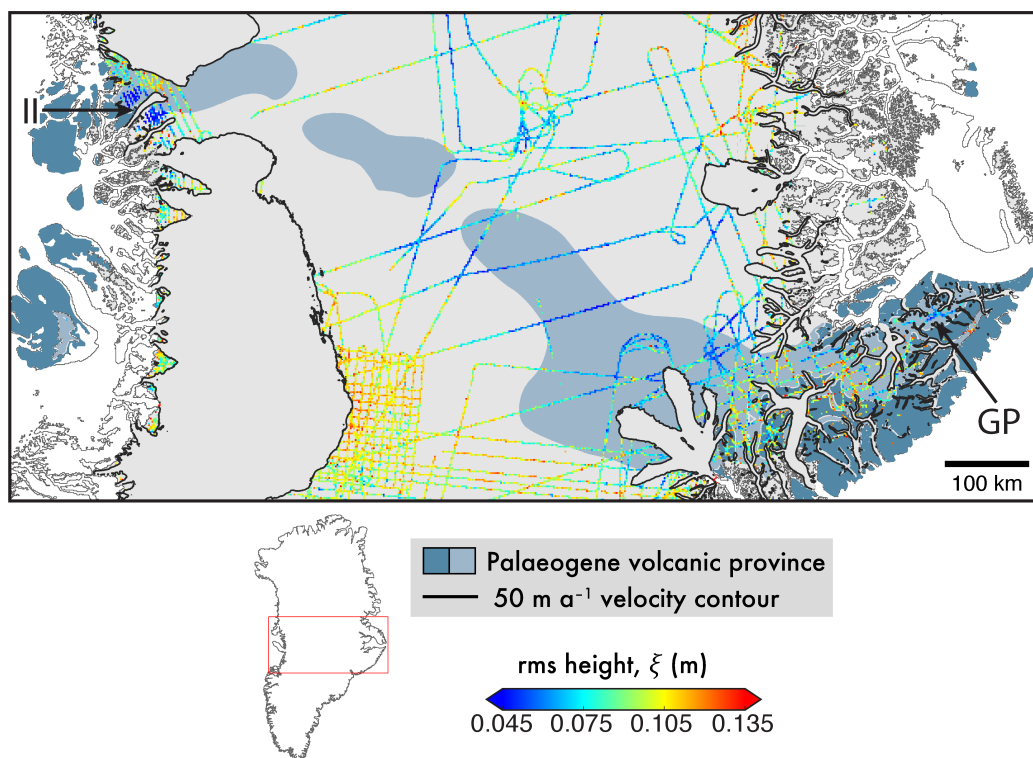 II
GP
100 km
Palaeogene volcanic province
50 m a⁻¹ velocity contour
rms height, ξ (m)
0.045 0.075 0.105 0.135